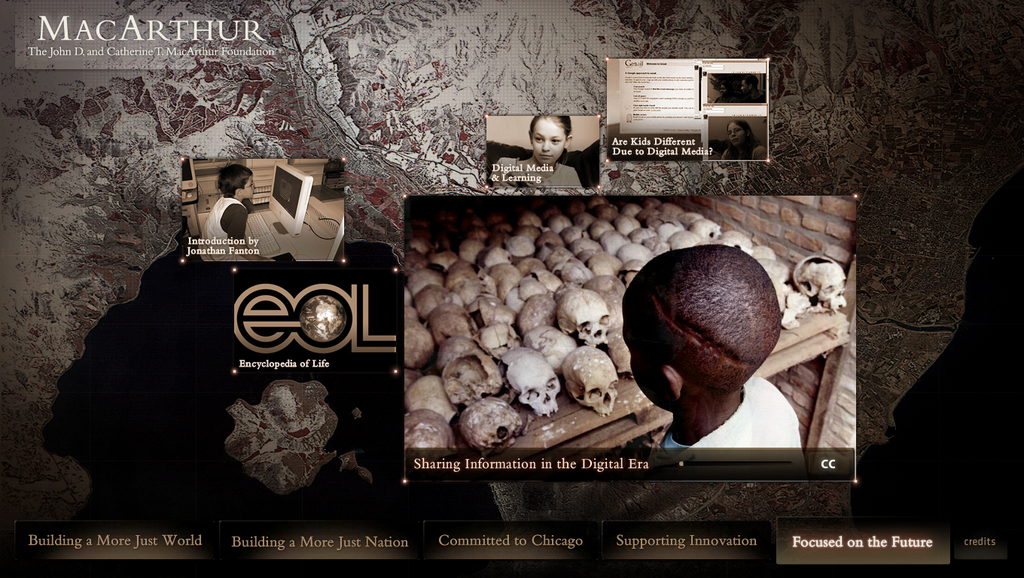 MACARTHUR
The John D. and Catherine T. MacArthur Foundation
Gmail
Are Kids Different
Due to Digital Media?
Digital Media
& Learning
Introduction by
Jonathan Fanton
eOL
Encyclopedia of Life
Sharing Information in the Digital Era
CC
Building a More Just World
Building a More Just Nation
Committed to Chicago
Supporting Innovation
Focused on the Future
credits